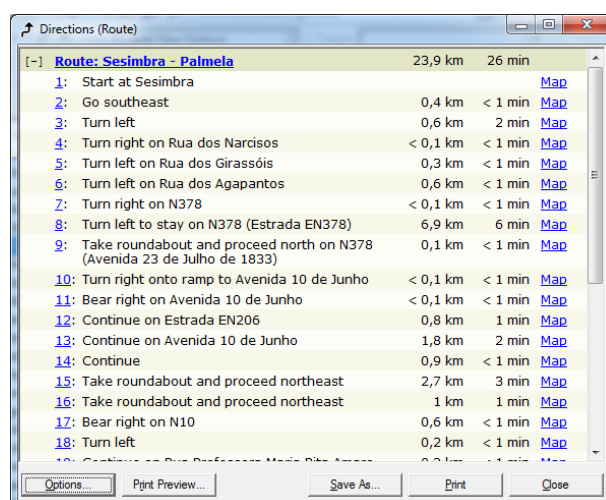 Directions (Route)
[-] Route: Sesimbra - Palmela 23,9 km 26 min
1: Start at Sesimbra Map
2: Go southeast 0,4 km < 1 min Map
3: Turn left 0,6 km 2 min Map
4: Turn right on Rua dos Narcisos < 0,1 km < 1 min Map
5: Turn left on Rua dos Girassóis 0,3 km < 1 min Map
6: Turn left on Rua dos Agapantos 0,6 km < 1 min Map
7: Turn right on N378 < 0,1 km < 1 min Map
8: Turn left to stay on N378 (Estrada EN378) 6,9 km 6 min Map
9: Take roundabout and proceed north on N378 0,1 km < 1 min Map
(Avenida 23 de Julho de 1833)
10: Turn right onto ramp to Avenida 10 de Junho < 0,1 km < 1 min Map
11: Bear right on Avenida 10 de Junho < 0,1 km < 1 min Map
12: Continue on Estrada EN206 0,8 km 1 min Map
13: Continue on Avenida 10 de Junho 1,8 km 2 min Map
14: Continue 0,9 km < 1 min Map
15: Take roundabout and proceed northeast 2,7 km 3 min Map
16: Take roundabout and proceed northeast 1 km 1 min Map
17: Bear right on N10 0,6 km < 1 min Map
18: Turn left 0,2 km < 1 min Map
Options... Print Preview... Save As... Print Close